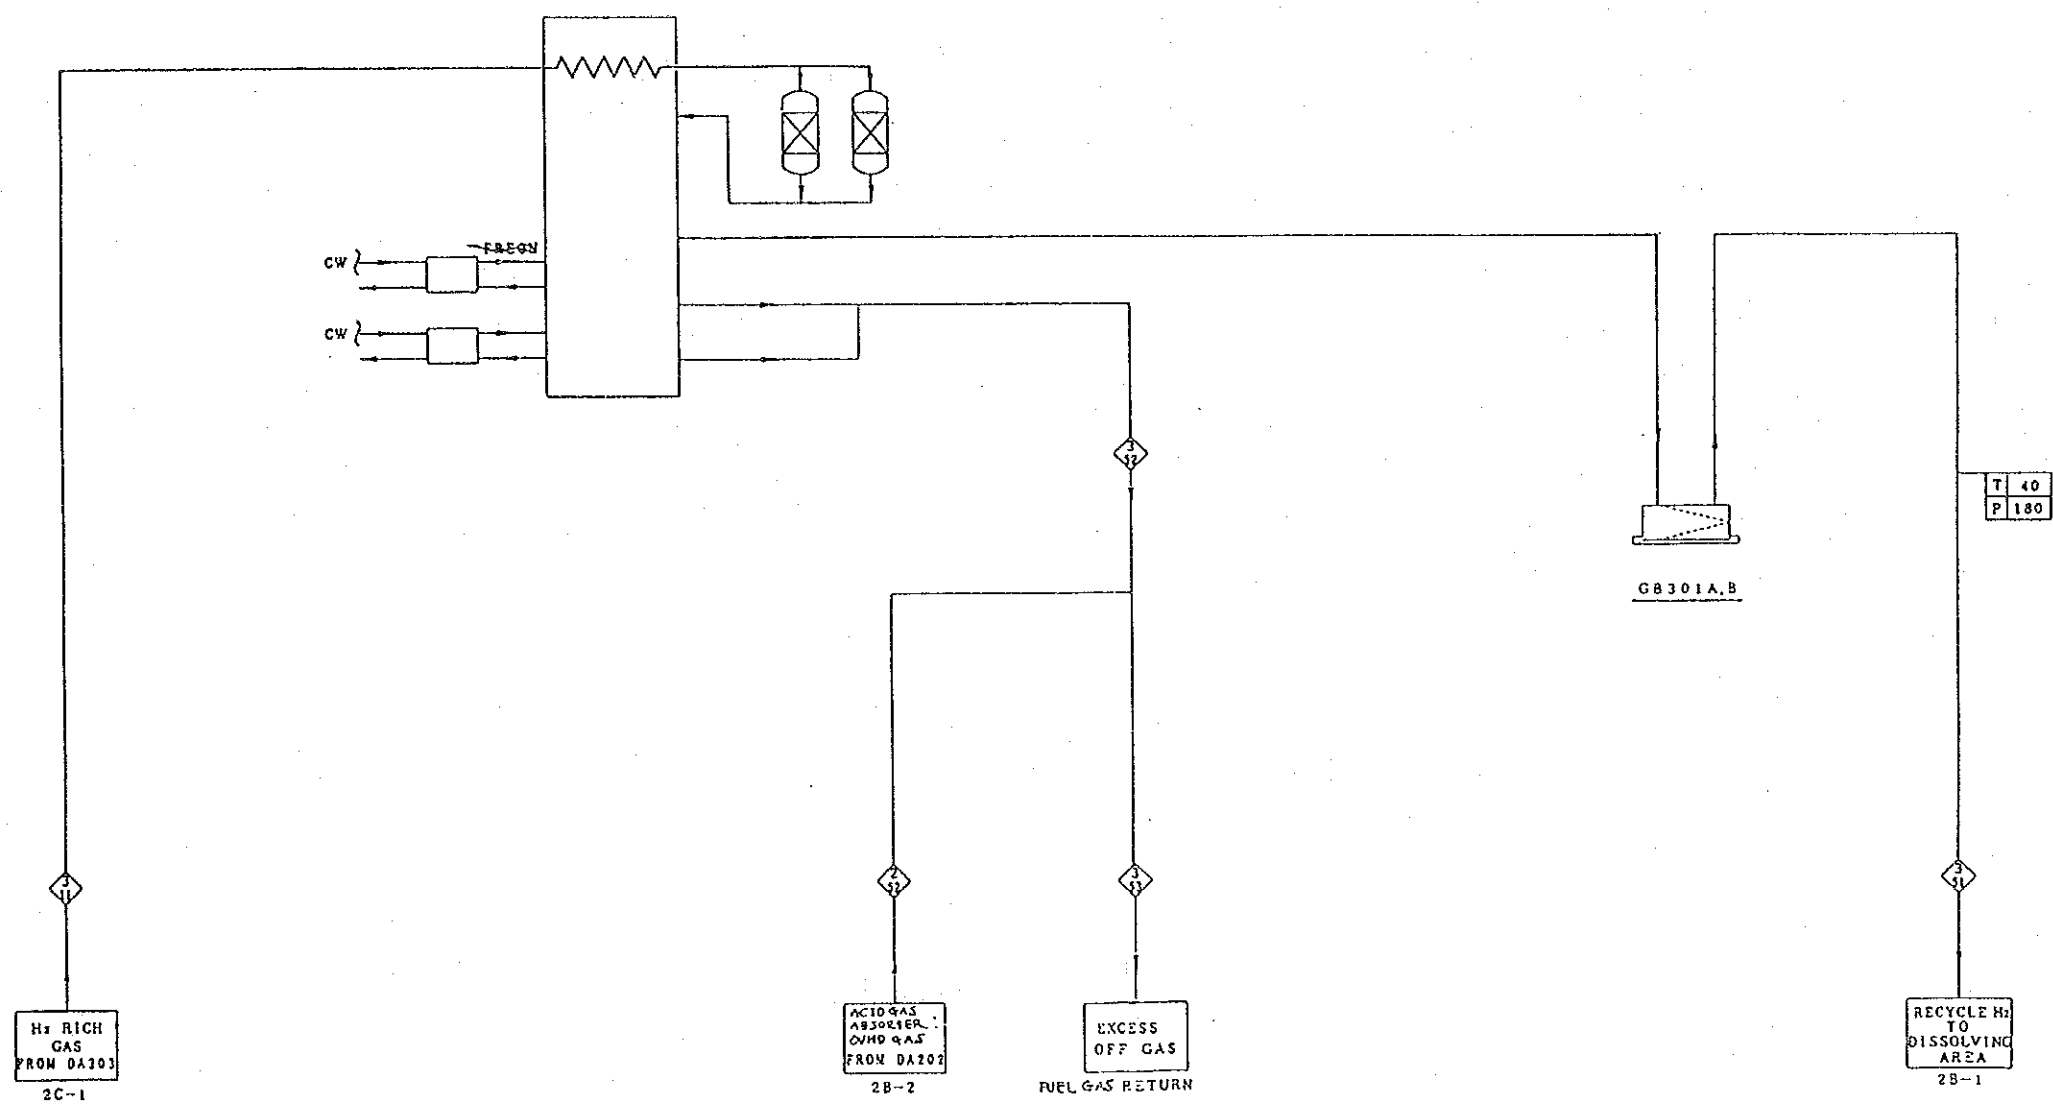 FREON
CW
CW
3
52
T 40
P 180
GB301A,B
3
11
2
52
3
53
3
51
H2 RICH
GAS
FROM DA303
2C-1
ACID GAS
ABSORBER
OVHD GAS
FROM DA202
2B-2
EXCESS
OFF GAS
FUEL GAS RETURN
RECYCLE H2
TO
DISSOLVING
AREA
2B-1